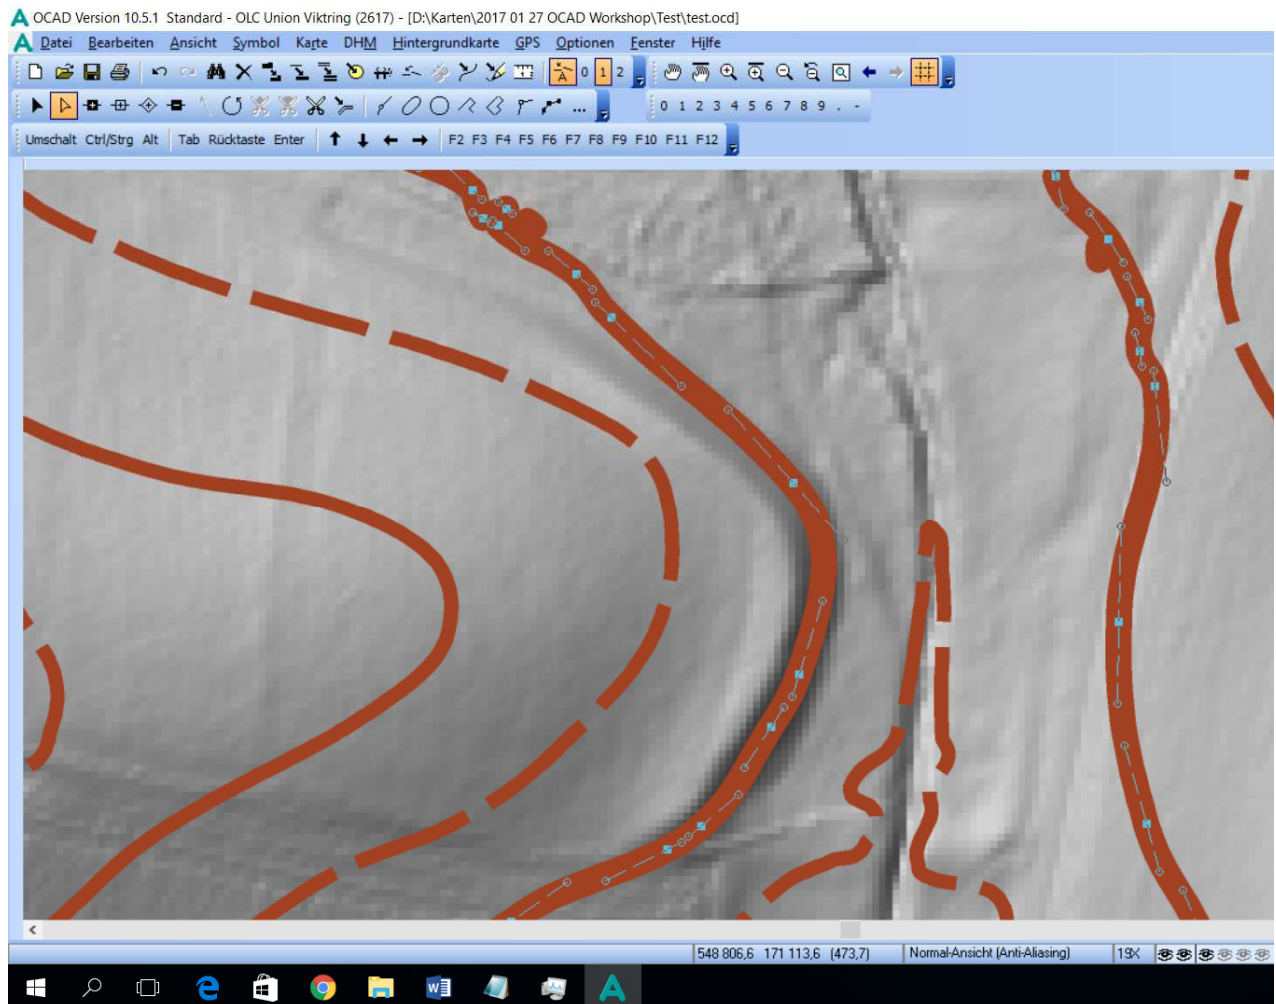 OCAD Version 10.5.1 Standard - OLC Union Viktring (2617) - [D:\Karten\2017 01 27 OCAD Workshop\Test\test.ocd]
Datei Bearbeiten Ansicht Symbol Karte DHM Hintergrundkarte GPS Optionen Fenster Hilfe
A 0 1 2
0 1 2 3 4 5 6 7 8 9 . -
Umschalt Ctrl/Strg Alt Tab Rücktaste Enter F2 F3 F4 F5 F6 F7 F8 F9 F10 F11 F12
548 806,6 171 113,6 (473,7) Normal-Ansicht (Anti-Aliasing) 19X